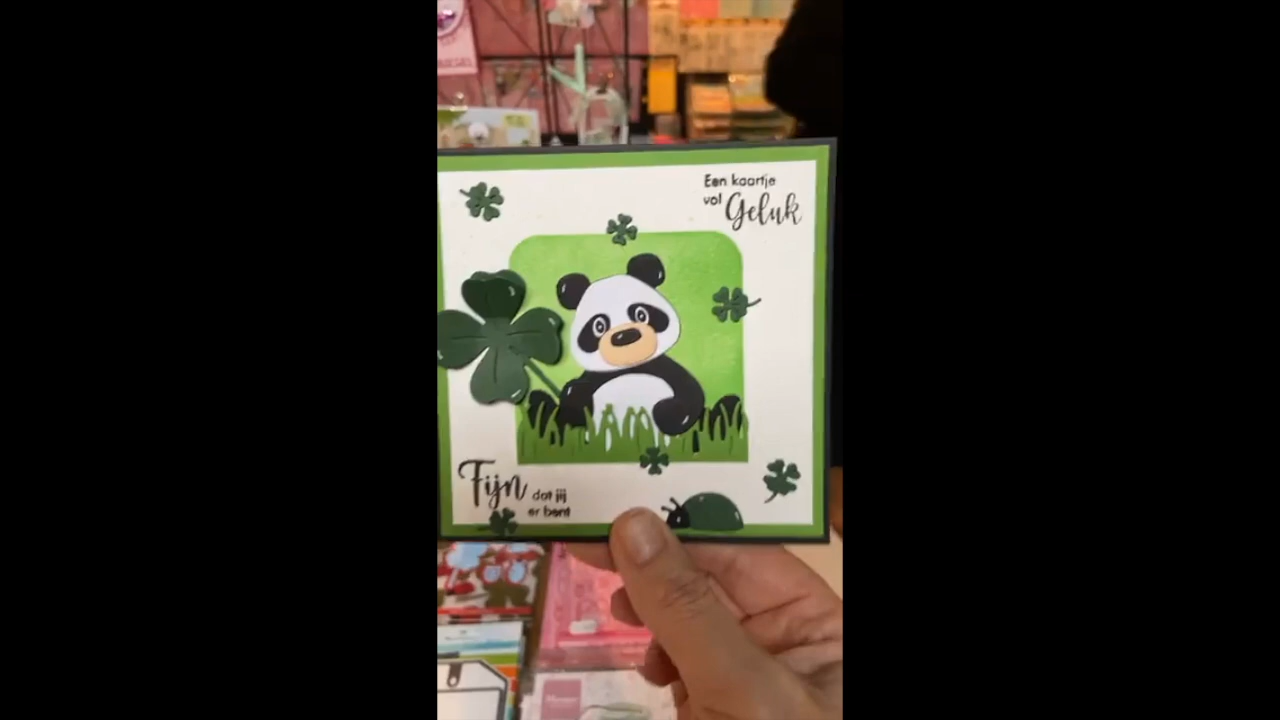 Een kaartje
vol Geluk
Fijn dat jij
er bent